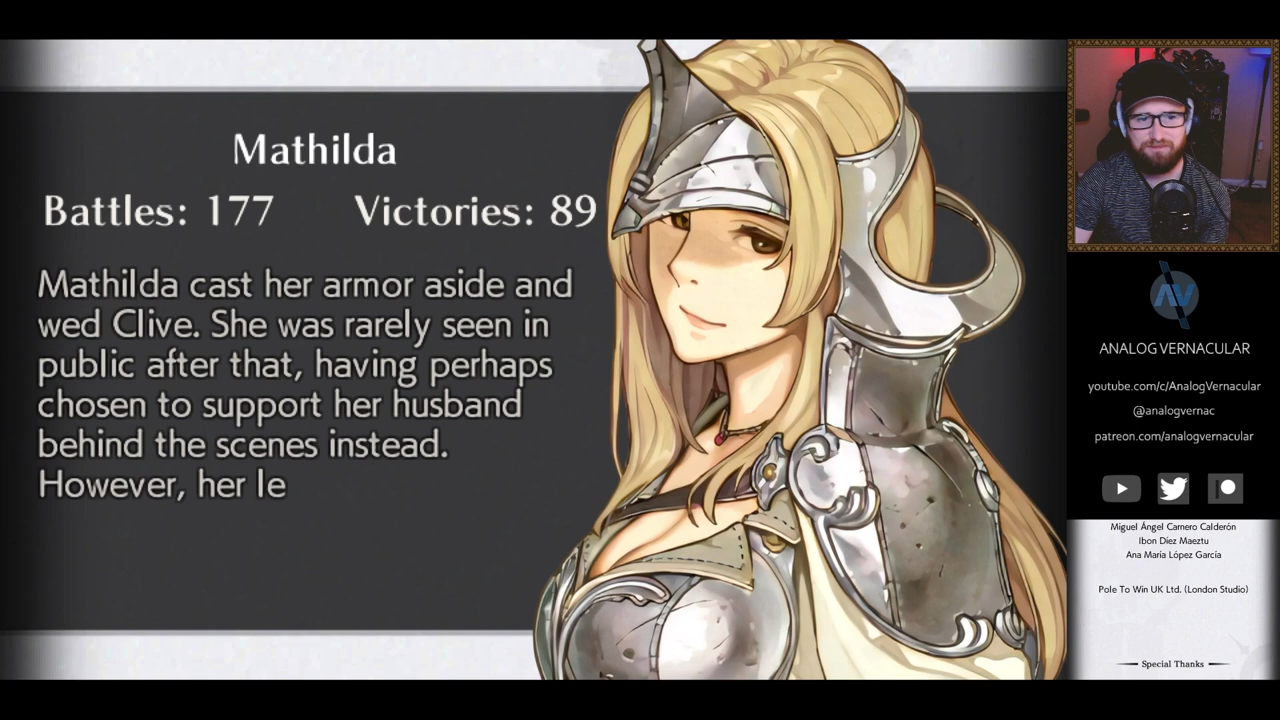 Mathilda
Battles: 177 Victories: 89
Mathilda cast her armor aside and
wed Clive. She was rarely seen in
public after that, having perhaps
chosen to support her husband
behind the scenes instead.
However, her le
AV
ANALOG VERNACULAR
youtube.com/c/AnalogVernacular
@analogvernac
patreon.com/analogvernacular
Miguel Ángel Carnero Calderón
Ibon Díez Maeztu
Ana María López García
Pole To Win UK Ltd. (London Studio)
Special Thanks